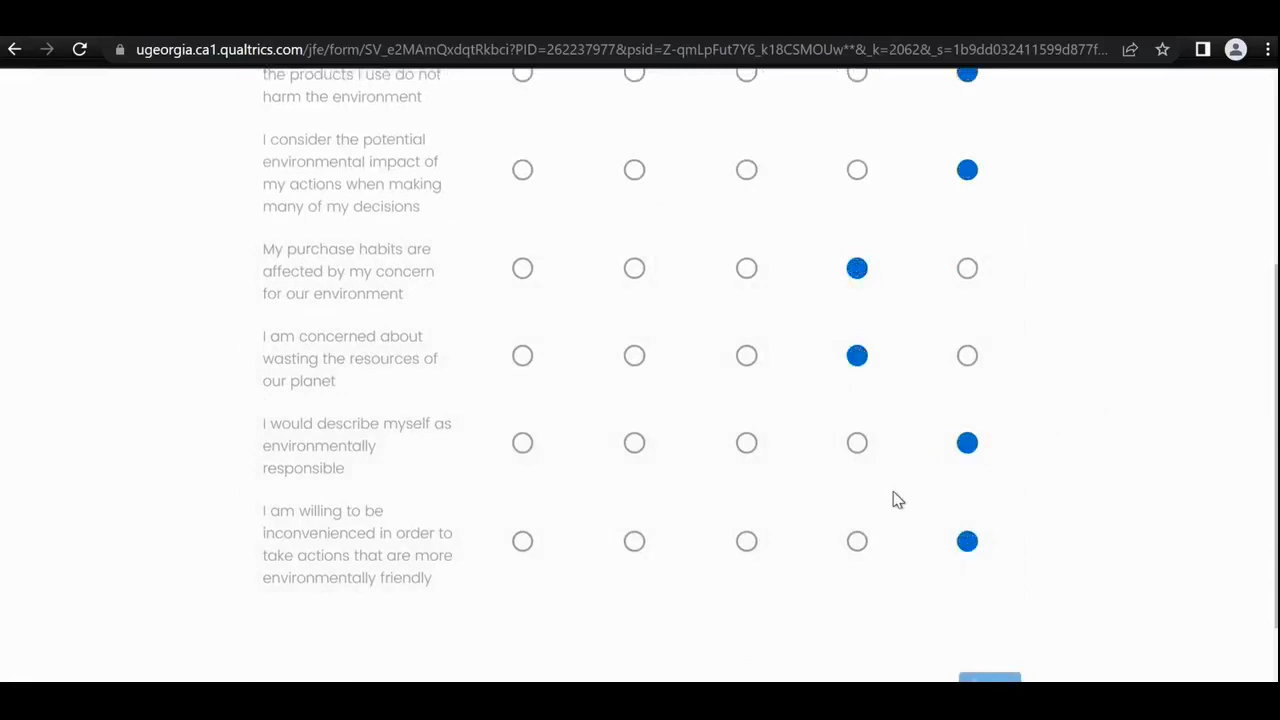 ugeorgia.ca1.qualtrics.com/jfe/form/SV_e2MAmQxdqtRkbci?PID=262237977&psid=Z-qmLpFut7Y6_k18CSMOUw**&_k=2062&_s=1b9dd032411599d877f...
the products I use do not
harm the environment
I consider the potential
environmental impact of
my actions when making
many of my decisions
My purchase habits are
affected by my concern
for our environment
I am concerned about
wasting the resources of
our planet
I would describe myself as
environmentally
responsible
I am willing to be
inconvenienced in order to
take actions that are more
environmentally friendly